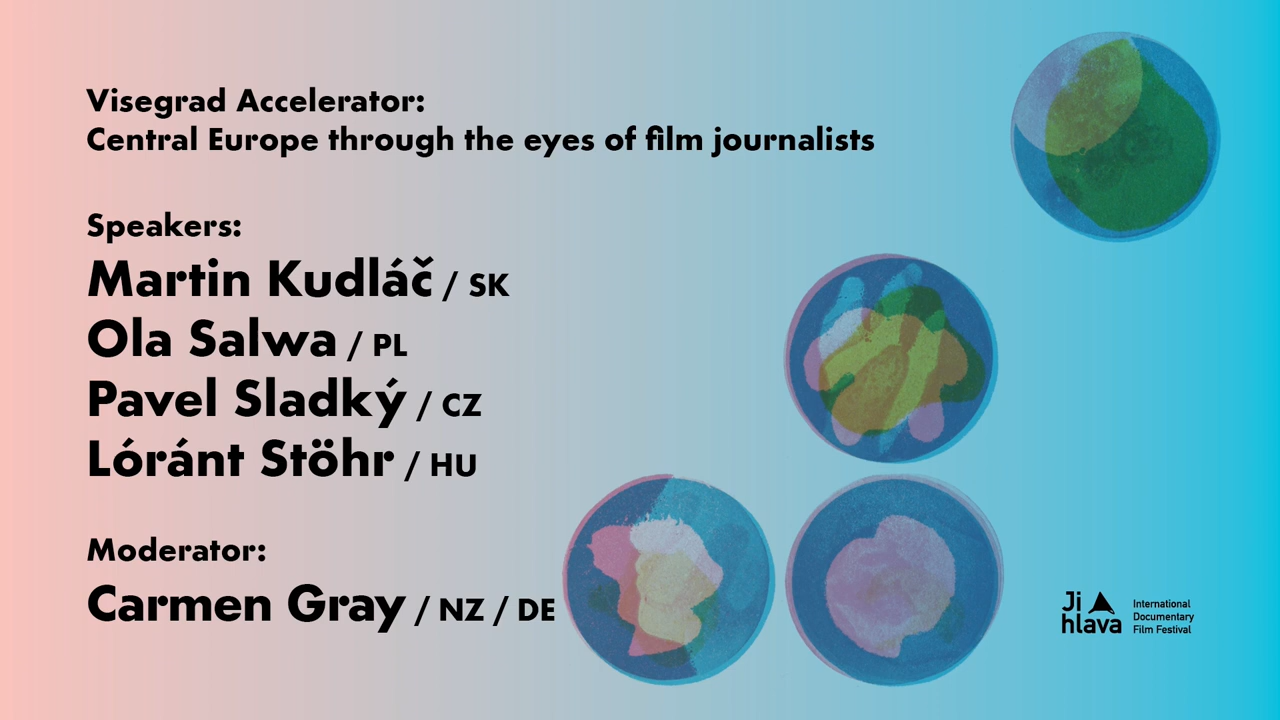 Visegrad Accelerator:
Central Europe through the eyes of film journalists
Speakers:
Martin Kudláč / SK
Ola Salwa / PL
Pavel Sladký / CZ
Lóránt Stöhr / HU
Moderator:
Carmen Gray / NZ / DE
Ji
hlava
International
Documentary
Film Festival